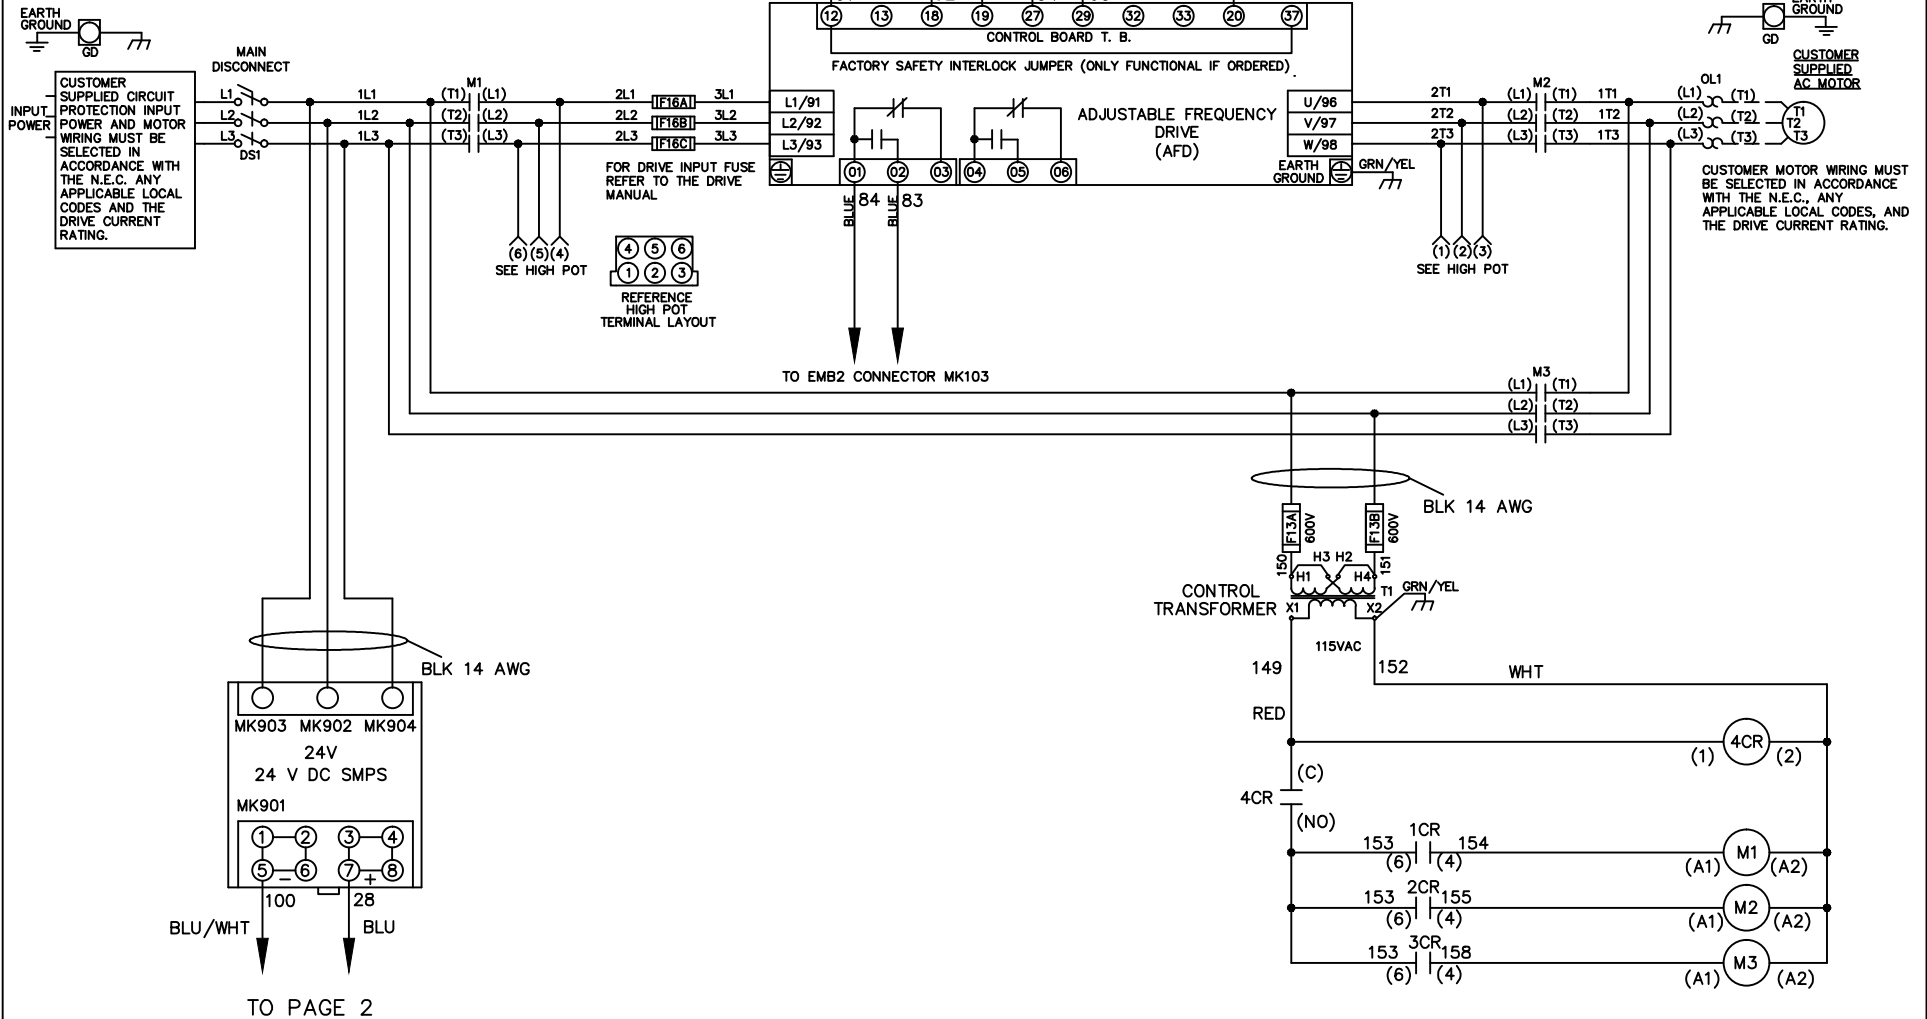 EARTH
GROUND
GD
12 13 18 19 27 29 32 33 20 37
CONTROL BOARD T. B.
FACTORY SAFETY INTERLOCK JUMPER (ONLY FUNCTIONAL IF ORDERED)
GROUND
GD
CUSTOMER
SUPPLIED
AC MOTOR
MAIN
DISCONNECT
INPUT
POWER
CUSTOMER
SUPPLIED CIRCUIT
PROTECTION INPUT
POWER AND MOTOR
WIRING MUST BE
SELECTED IN
ACCORDANCE WITH
THE N.E.C. ANY
APPLICABLE LOCAL
CODES AND THE
DRIVE CURRENT
RATING.
L1
L2
L3
DS1
1L1
1L2
1L3
M1
(T1) (L1)
(T2) (L2)
(T3) (L3)
2L1 F16A 3L1
2L2 F16B 3L2
2L3 F16C 3L3
L1/91
L2/92
L3/93
FOR DRIVE INPUT FUSE
REFER TO THE DRIVE
MANUAL
(6) (5) (4)
SEE HIGH POT
4 5 6
1 2 3
REFERENCE
HIGH POT
TERMINAL LAYOUT
01 02 03 04 05 06
BLUE 84 BLUE 83
TO EMB2 CONNECTOR MK103
ADJUSTABLE FREQUENCY
DRIVE
(AFD)
U/96
V/97
W/98
EARTH
GROUND
GRN/YEL
2T1
2T2
2T3
M2
(L1) (T1) 1T1
(L2) (T2) 1T2
(L3) (T3) 1T3
OL1
(L1) (T1)
(L2) (T2)
(L3) (T3)
T1
T2
T3
(1) (2) (3)
SEE HIGH POT
CUSTOMER MOTOR WIRING MUST
BE SELECTED IN ACCORDANCE
WITH THE N.E.C., ANY
APPLICABLE LOCAL CODES, AND
THE DRIVE CURRENT RATING.
M3
(L1) (T1)
(L2) (T2)
(L3) (T3)
BLK 14 AWG
F13A 600V
F13B 600V
150
151
H3 H2
H1 H4
T1
GRN/YEL
CONTROL
TRANSFORMER
X1 X2
115VAC
149 152
WHT
RED
4CR
(1) (2)
(C)
4CR
(NO)
1CR
153 154
(6) (4)
M1
(A1) (A2)
2CR
153 155
(6) (4)
M2
(A1) (A2)
3CR
153 158
(6) (4)
M3
(A1) (A2)
BLK 14 AWG
MK903 MK902 MK904
24V
24 V DC SMPS
MK901
1 2 3 4
5 6 7 8
− +
100 28
BLU/WHT BLU
TO PAGE 2